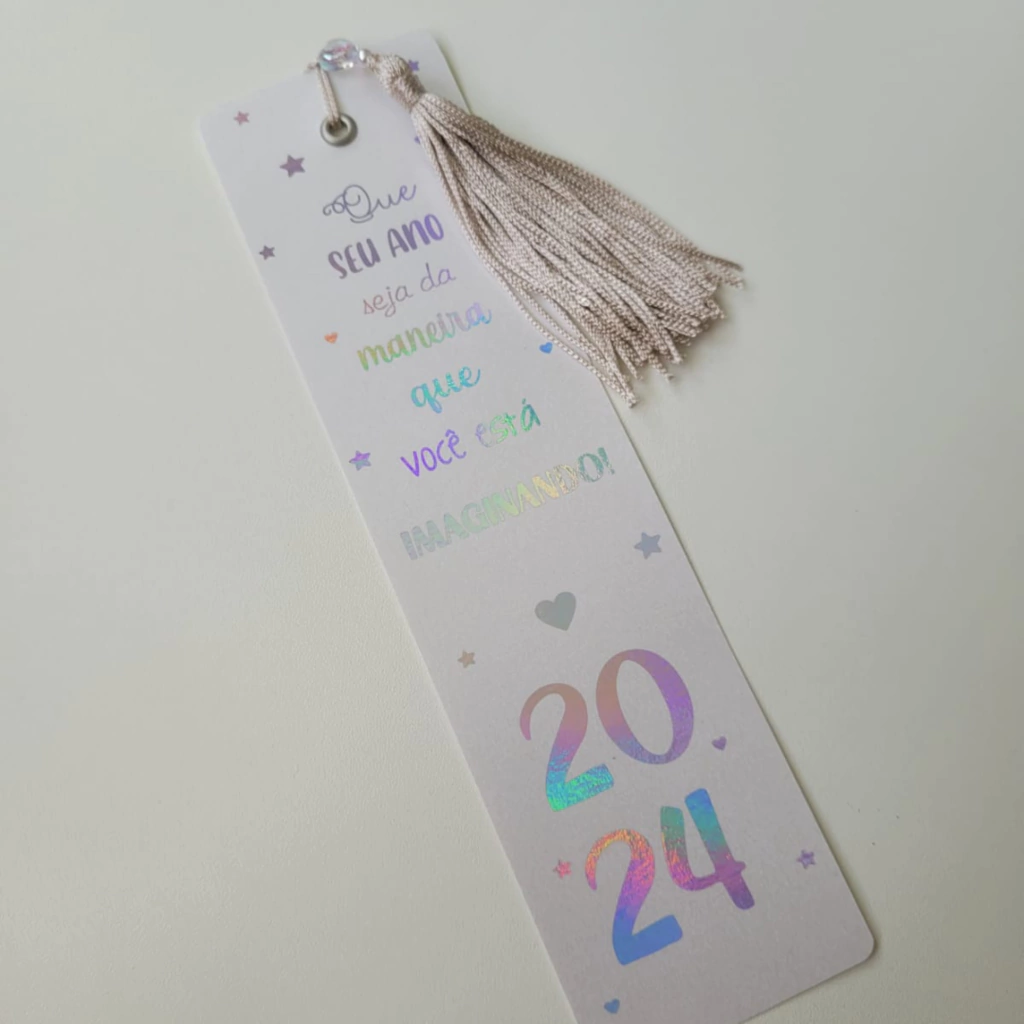 Que
SEU ANO
seja da
maneira
que
você está
IMAGINANDO!
20
24